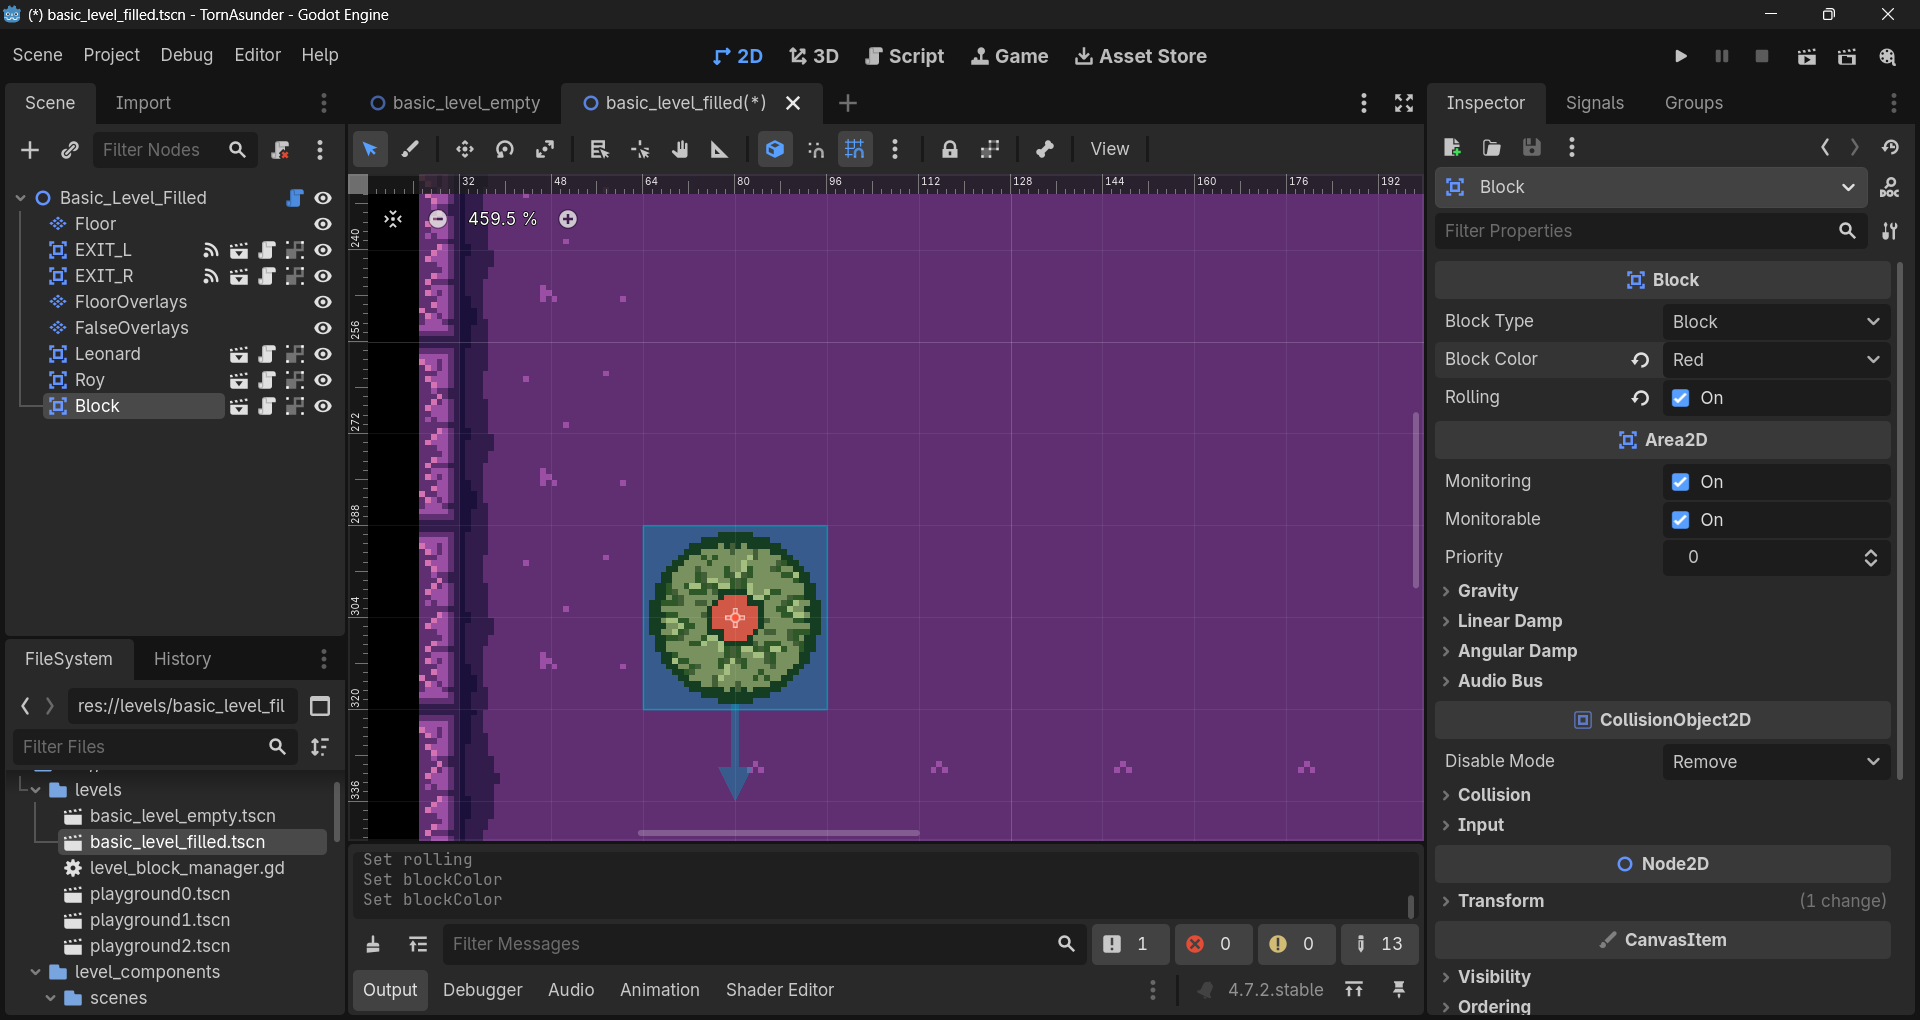 (*) basic_level_filled.tscn - TornAsunder - Godot Engine
Scene Project Debug Editor Help
2D 3D Script Game Asset Store
Scene Import
basic_level_empty basic_level_filled(*)
Inspector Signals Groups
Filter Nodes
View
Block
Filter Properties
Basic_Level_Filled
Floor
EXIT_L
EXIT_R
FloorOverlays
FalseOverlays
Leonard
Roy
Block
32 48 64 80 96 112 128 144 160 176 192
459.5 %
240
256
272
288
304
320
336
Block
Block Type Block
Block Color Red
Rolling On
Area2D
Monitoring On
Monitorable On
Priority 0
Gravity
Linear Damp
Angular Damp
Audio Bus
CollisionObject2D
Disable Mode Remove
Collision
Input
Node2D
Transform (1 change)
CanvasItem
Visibility
Ordering
FileSystem History
res://levels/basic_level_fil
Filter Files
levels
basic_level_empty.tscn
basic_level_filled.tscn
level_block_manager.gd
playground0.tscn
playground1.tscn
playground2.tscn
level_components
scenes
Set rolling
Set blockColor
Set blockColor
Filter Messages 1 0 0 13
Output Debugger Audio Animation Shader Editor 4.7.2.stable